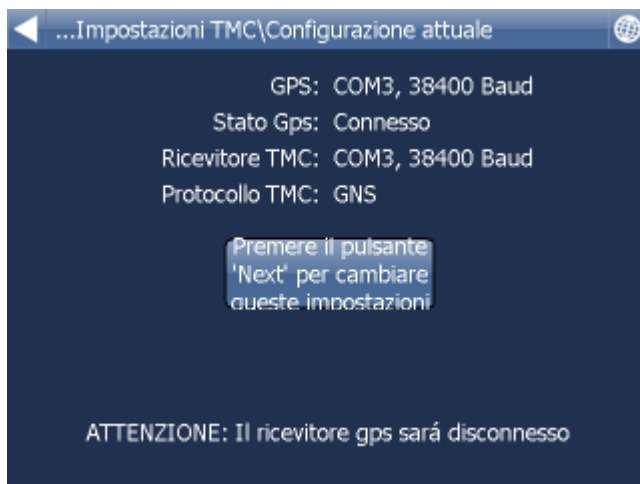 ...Impostazioni TMC\Configurazione attuale
GPS: COM3, 38400 Baud
Stato Gps: Connesso
Ricevitore TMC: COM3, 38400 Baud
Protocollo TMC: GNS
Premere il pulsante
'Next' per cambiare
queste impostazioni
ATTENZIONE: Il ricevitore gps sará disconnesso